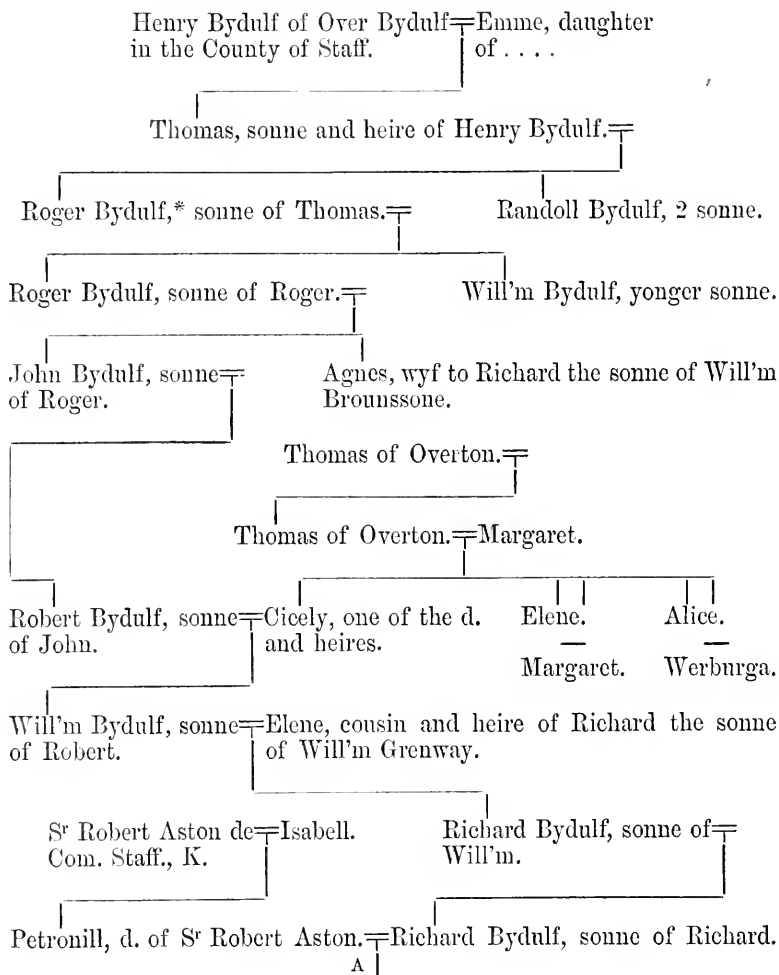 Henry Bydulf of Over Bydulf Emme, daughter
in the County of Staff. of . . . .
Thomas, sonne and heire of Henry Bydulf.
Roger Bydulf,* sonne of Thomas. Randoll Bydulf, 2 sonne.
Roger Bydulf, sonne of Roger. Will'm Bydulf, yonger sonne.
John Bydulf, sonne Agnes, wyf to Richard the sonne of Will'm
of Roger. Brounssone.
Thomas of Overton.
Thomas of Overton. Margaret.
Robert Bydulf, sonne Cicely, one of the d. Elene. Alice.
of John. and heires. — —
Margaret. Werburga.
Will'm Bydulf, sonne Elene, cousin and heire of Richard the sonne
of Robert. of Will'm Grenway.
Sʳ Robert Aston de Isabell. Richard Bydulf, sonne of
Com. Staff., K. Will'm.
Petronill, d. of Sʳ Robert Aston. Richard Bydulf, sonne of Richard.
A